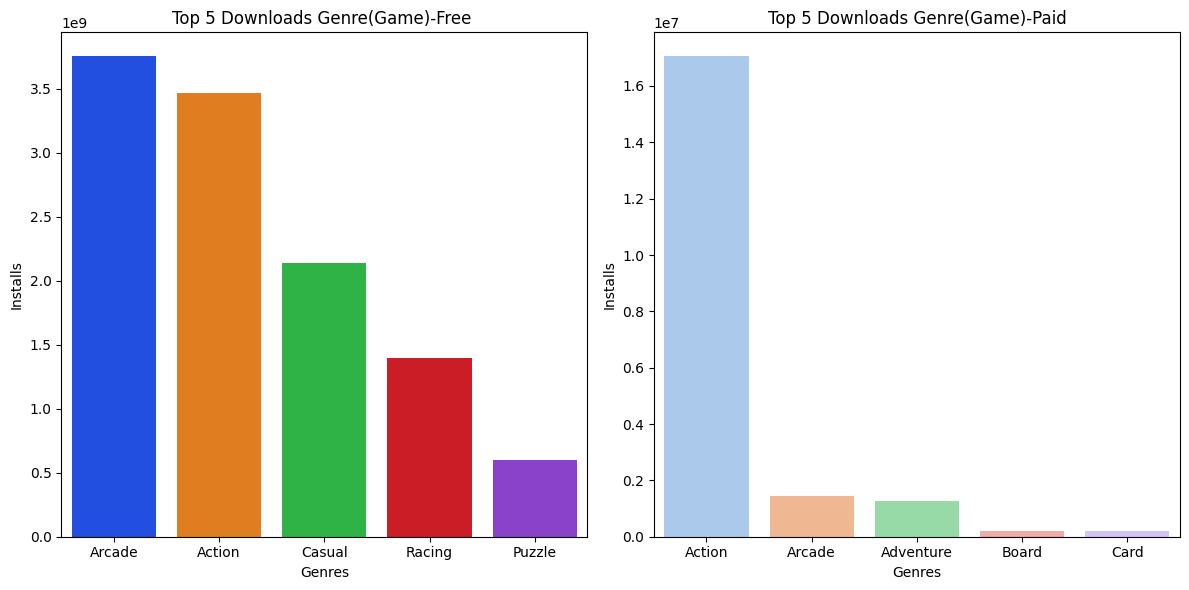 Top 5 Downloads Genre(Game)-Free
1e9
3.5
3.0
2.5
2.0
1.5
1.0
0.5
0.0
Installs
Arcade Action Casual Racing Puzzle
Genres
Top 5 Downloads Genre(Game)-Paid
1e7
1.6
1.4
1.2
1.0
0.8
0.6
0.4
0.2
0.0
Installs
Action Arcade Adventure Board Card
Genres